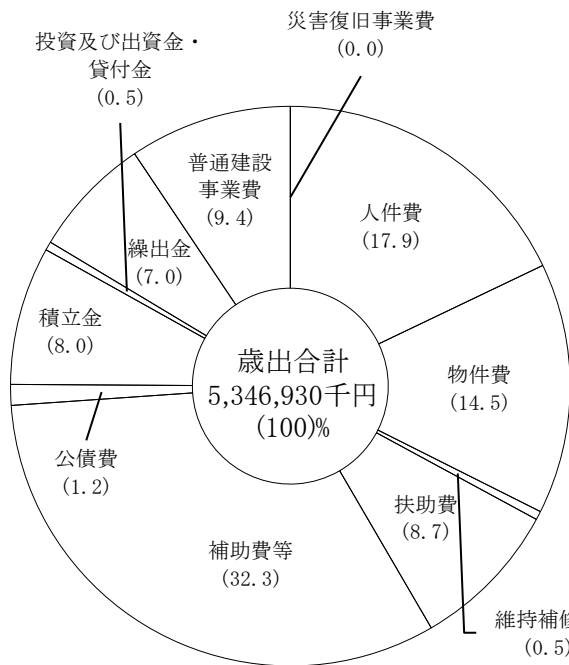 災害復旧事業費
(0.0)
投資及び出資金・
貸付金
(0.5)
普通建設
事業費
(9.4)
人件費
(17.9)
繰出金
(7.0)
積立金
(8.0)
歳出合計
5,346,930千円
(100)%
物件費
(14.5)
公債費
(1.2)
扶助費
(8.7)
補助費等
(32.3)
維持補修
(0.5)